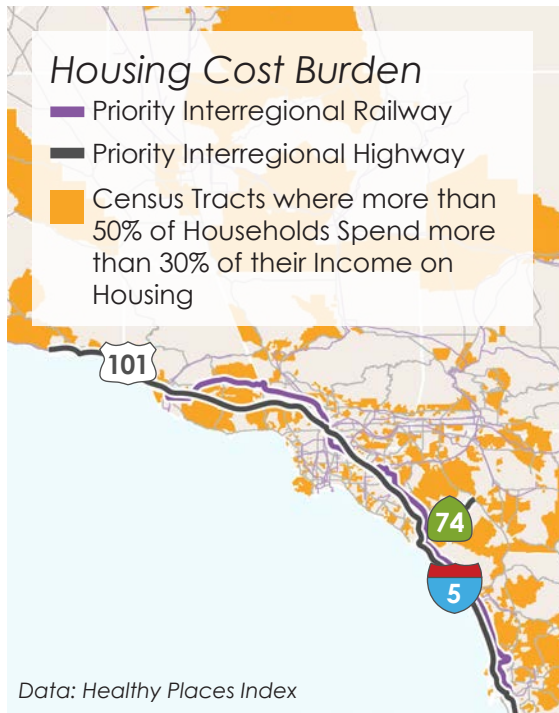 Housing Cost Burden
Priority Interregional Railway
Priority Interregional Highway
Census Tracts where more than
50% of Households Spend more
than 30% of their Income on
Housing
101
74
5
Data: Healthy Places Index